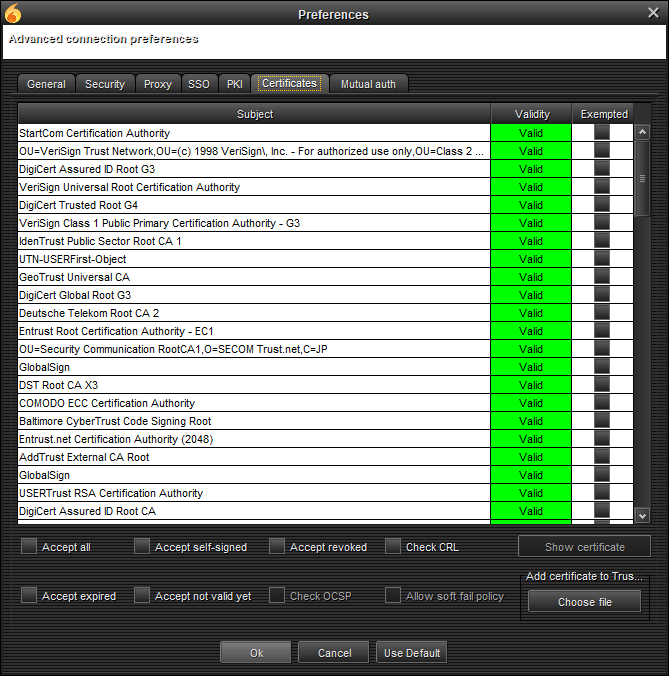 Preferences
Advanced connection preferences
General Security Proxy SSO PKI Certificates Mutual auth
Subject Validity Exempted
StartCom Certification Authority Valid
OU=VeriSign Trust Network,OU=(c) 1998 VeriSign\, Inc. - For authorized use only,OU=Class 2 ... Valid
DigiCert Assured ID Root G3 Valid
VeriSign Universal Root Certification Authority Valid
DigiCert Trusted Root G4 Valid
VeriSign Class 1 Public Primary Certification Authority - G3 Valid
IdenTrust Public Sector Root CA 1 Valid
UTN-USERFirst-Object Valid
GeoTrust Universal CA Valid
DigiCert Global Root G3 Valid
Deutsche Telekom Root CA 2 Valid
Entrust Root Certification Authority - EC1 Valid
OU=Security Communication RootCA1,O=SECOM Trust.net,C=JP Valid
GlobalSign Valid
DST Root CA X3 Valid
COMODO ECC Certification Authority Valid
Baltimore CyberTrust Code Signing Root Valid
Entrust.net Certification Authority (2048) Valid
AddTrust External CA Root Valid
GlobalSign Valid
USERTrust RSA Certification Authority Valid
DigiCert Assured ID Root CA Valid
Accept all Accept self-signed Accept revoked Check CRL Show certificate
Add certificate to Trus...
Accept expired Accept not valid yet Check OCSP Allow soft fail policy Choose file
Ok Cancel Use Default